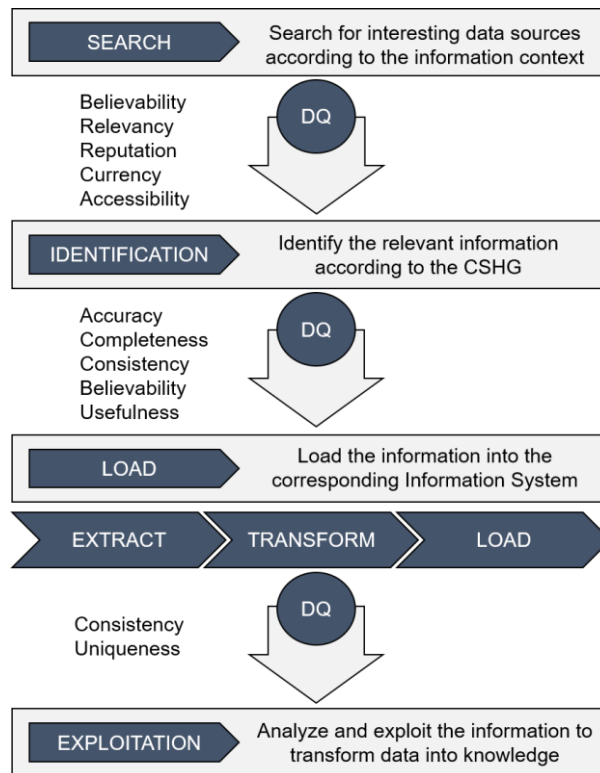 SEARCH
Search for interesting data sources
according to the information context
Believability
Relevancy
Reputation
Currency
Accessibility
DQ
IDENTIFICATION
Identify the relevant information
according to the CSHG
Accuracy
Completeness
Consistency
Believability
Usefulness
DQ
LOAD
Load the information into the
corresponding Information System
EXTRACT
TRANSFORM
LOAD
Consistency
Uniqueness
DQ
EXPLOITATION
Analyze and exploit the information to
transform data into knowledge